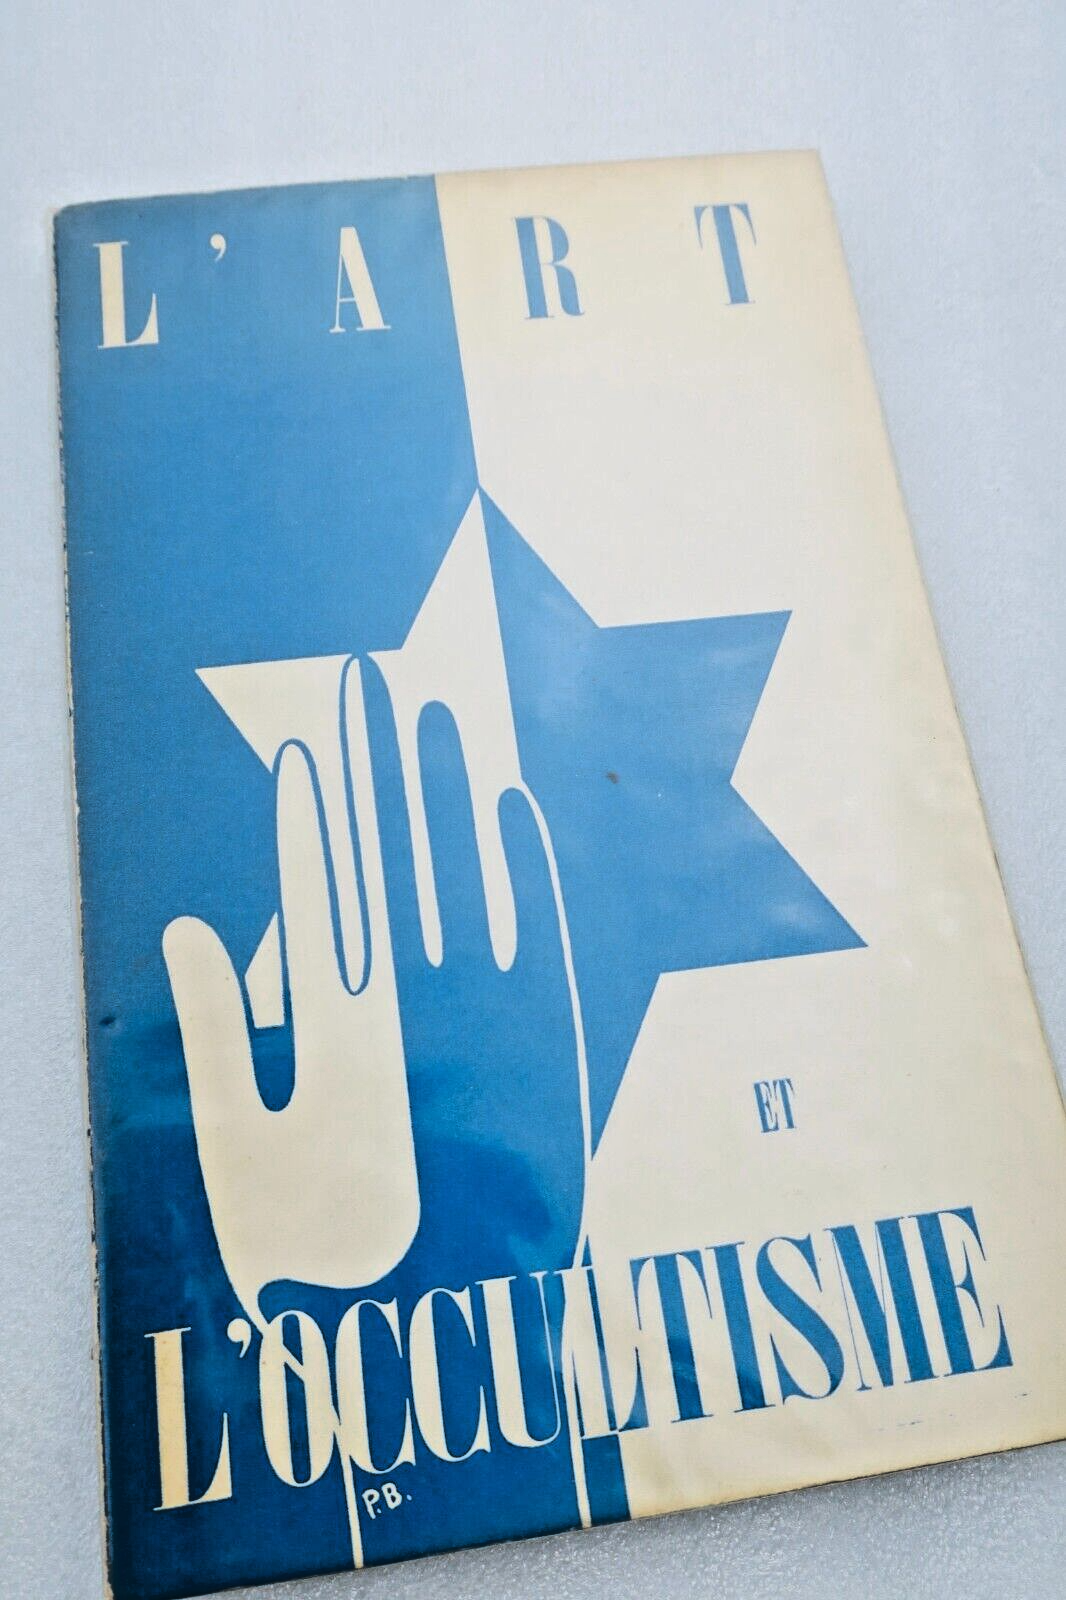 L'ART
ET
L'OCCULTISME
P.B.